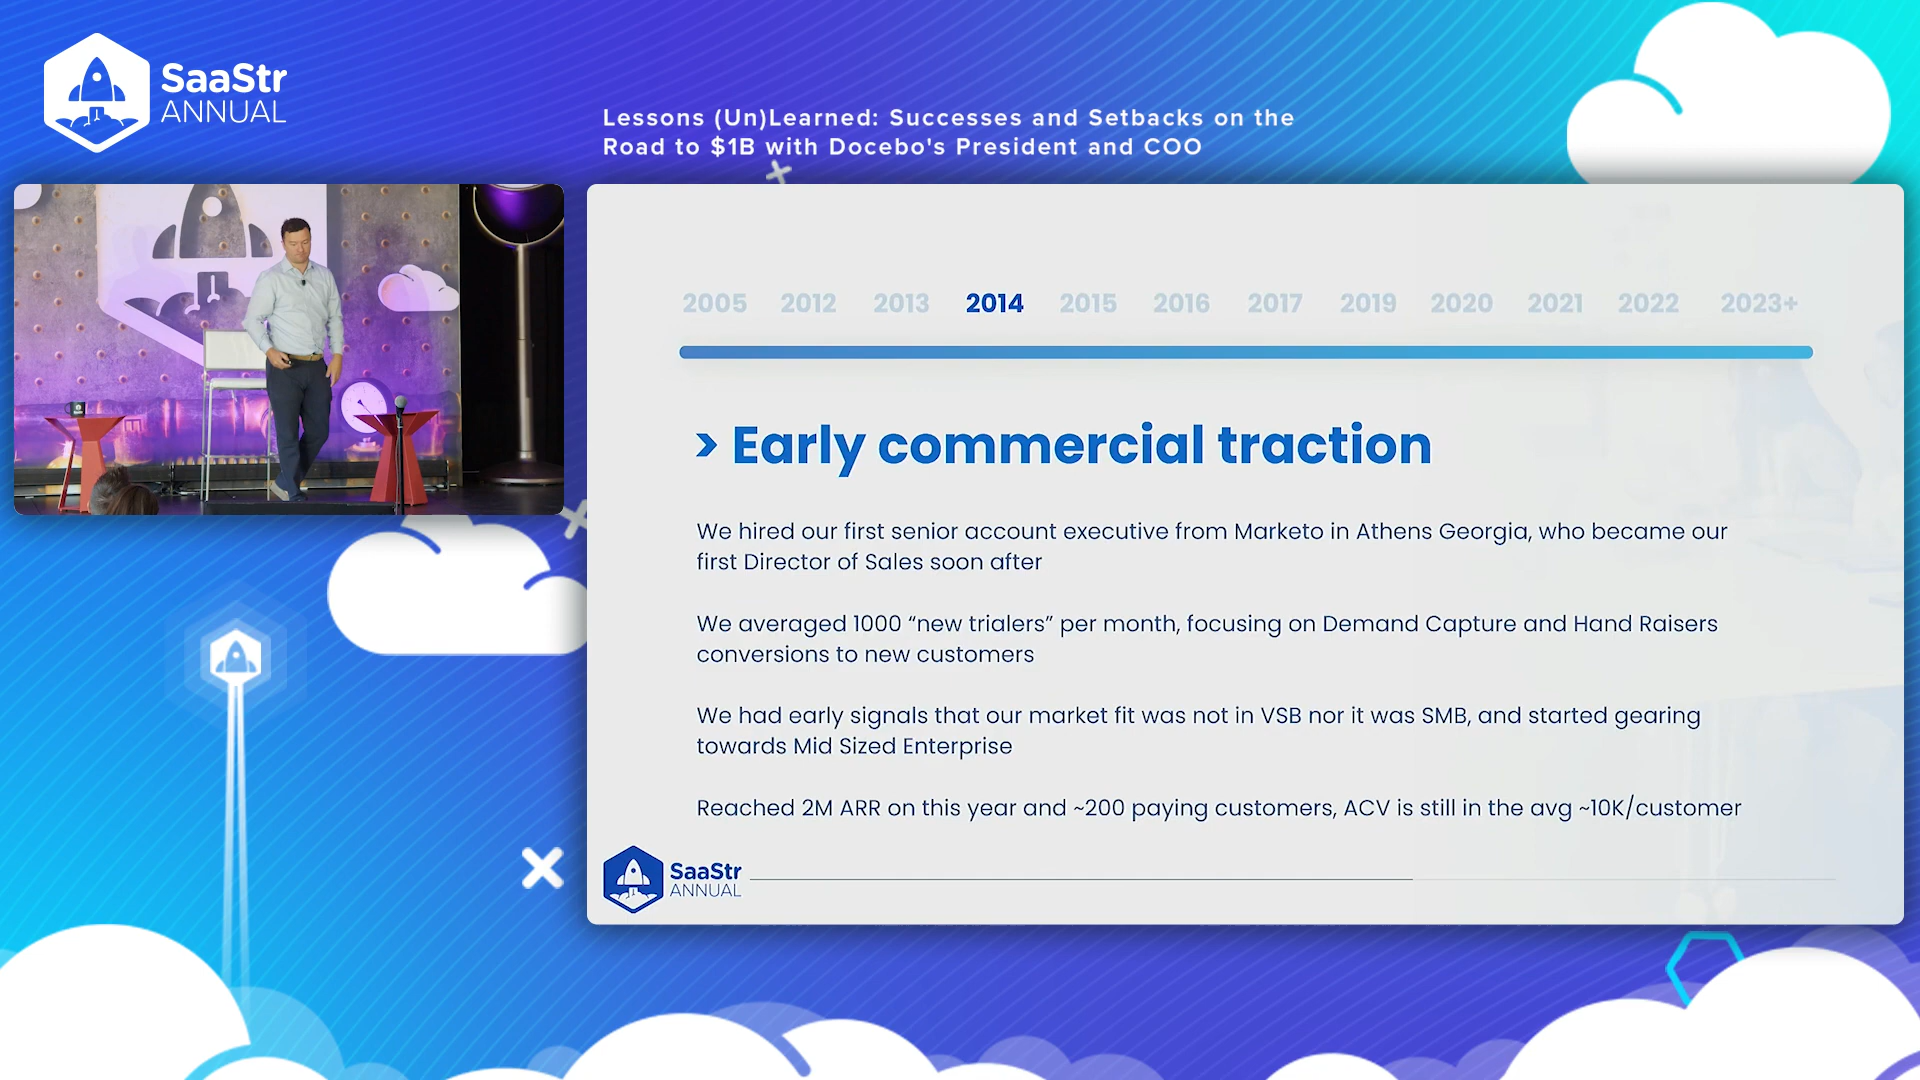 SaaStr
ANNUAL
Lessons (Un)Learned: Successes and Setbacks on the
Road to $1B with Docebo's President and COO
2005 2012 2013 2014 2015 2016 2017 2019 2020 2021 2022 2023+
> Early commercial traction
We hired our first senior account executive from Marketo in Athens Georgia, who became our
first Director of Sales soon after
We averaged 1000 “new trialers” per month, focusing on Demand Capture and Hand Raisers
conversions to new customers
We had early signals that our market fit was not in VSB nor it was SMB, and started gearing
towards Mid Sized Enterprise
Reached 2M ARR on this year and ~200 paying customers, ACV is still in the avg ~10K/customer
SaaStr
ANNUAL